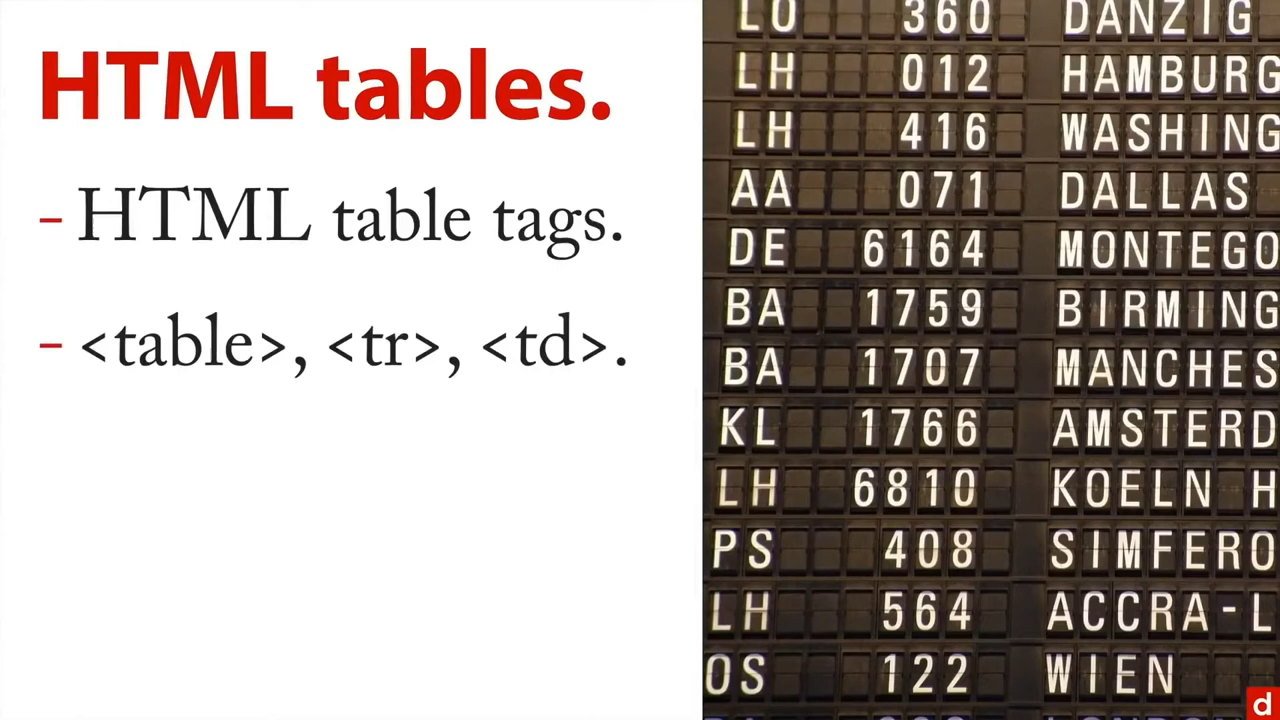 HTML tables.
- HTML table tags.
- <table>, <tr>, <td>.
LO 360 DANZIG
LH 012 HAMBURG
LH 416 WASHING
AA 071 DALLAS
DE 6164 MONTEGO
BA 1759 BIRMING
BA 1707 MANCHES
KL 1766 AMSTERD
LH 6810 KOELN H
PS 408 SIMFERO
LH 564 ACCRA-L
OS 122 WIEN
d